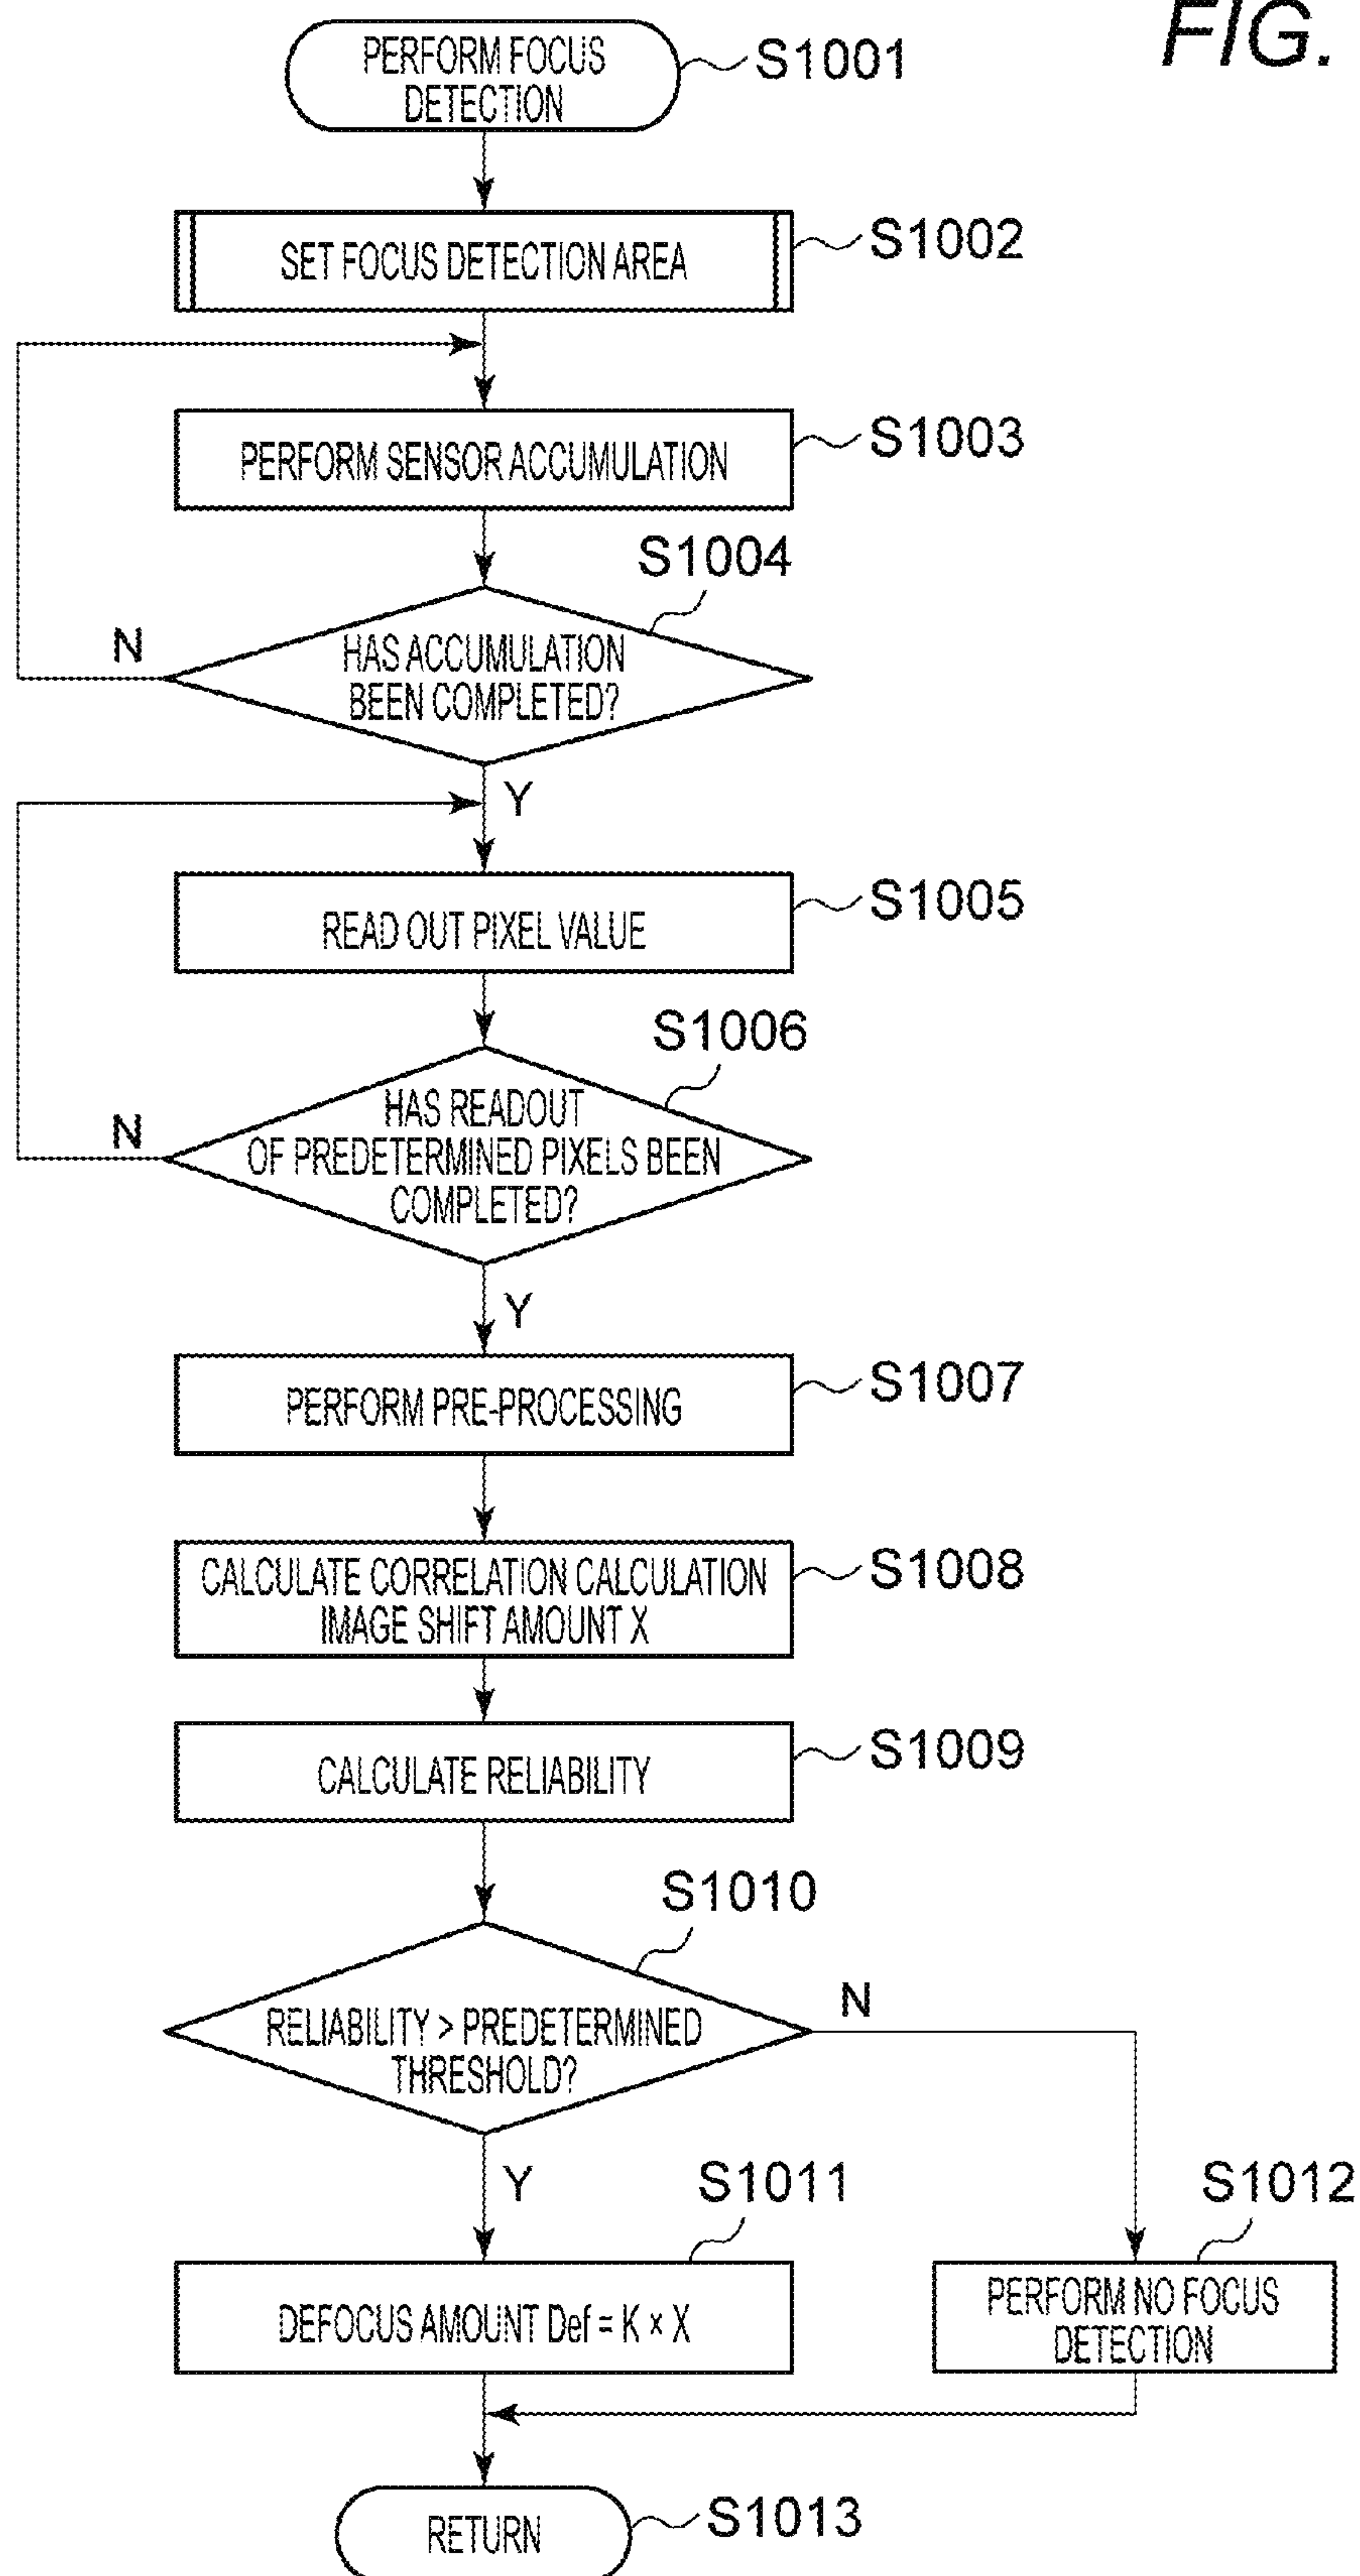 FIG.
PERFORM FOCUS
DETECTION
S1001
SET FOCUS DETECTION AREA
S1002
PERFORM SENSOR ACCUMULATION
S1003
S1004
HAS ACCUMULATION
BEEN COMPLETED?
N
Y
READ OUT PIXEL VALUE
S1005
S1006
HAS READOUT
OF PREDETERMINED PIXELS BEEN
COMPLETED?
N
Y
PERFORM PRE-PROCESSING
S1007
CALCULATE CORRELATION CALCULATION
IMAGE SHIFT AMOUNT X
S1008
CALCULATE RELIABILITY
S1009
S1010
RELIABILITY > PREDETERMINED
THRESHOLD?
N
Y
S1011
DEFOCUS AMOUNT Def = K × X
S1012
PERFORM NO FOCUS
DETECTION
RETURN
S1013